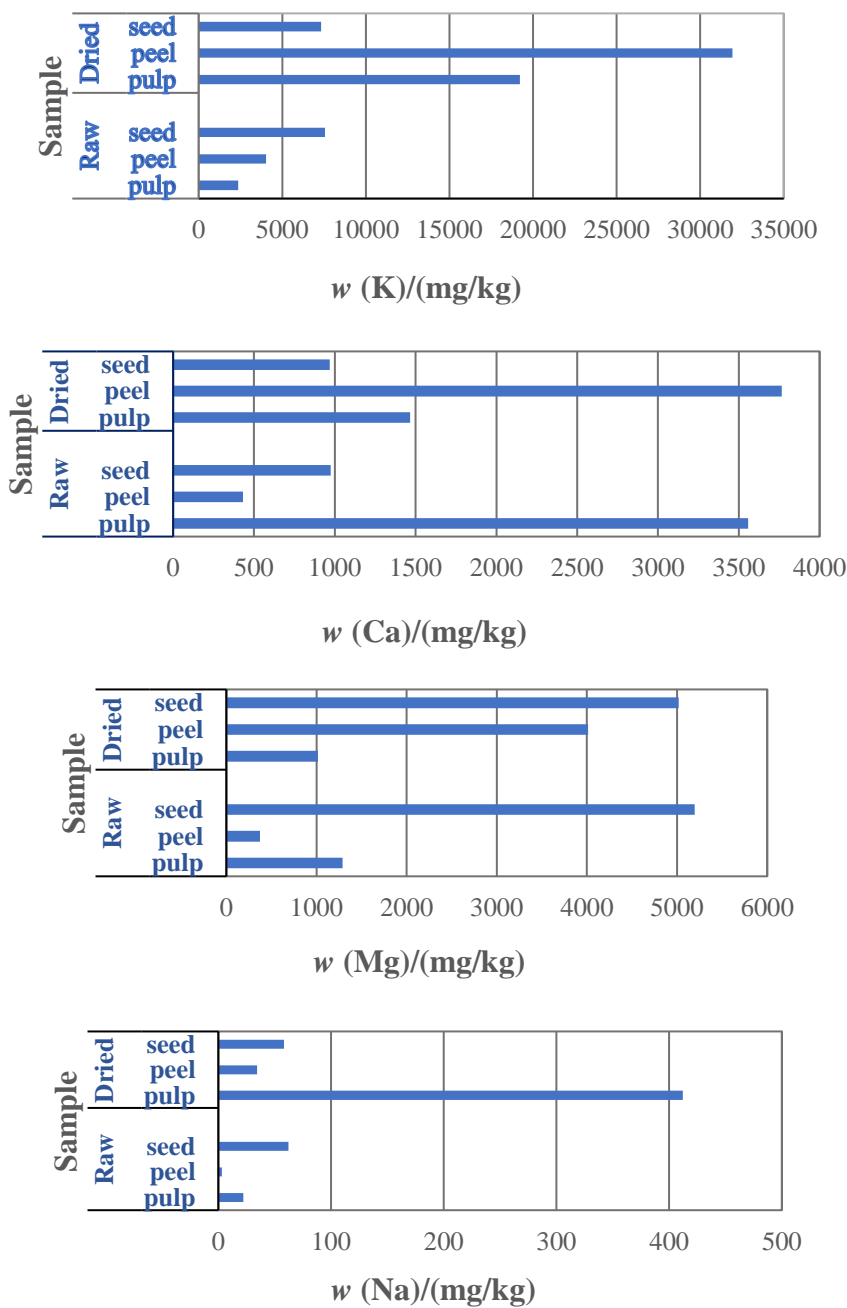 Sample
Dried
seed
peel
pulp
Raw
seed
peel
pulp
0 5000 10000 15000 20000 25000 30000 35000
w (K)/(mg/kg)
Sample
Dried
seed
peel
pulp
Raw
seed
peel
pulp
0 500 1000 1500 2000 2500 3000 3500 4000
w (Ca)/(mg/kg)
Sample
Dried
seed
peel
pulp
Raw
seed
peel
pulp
0 1000 2000 3000 4000 5000 6000
w (Mg)/(mg/kg)
Sample
Dried
seed
peel
pulp
Raw
seed
peel
pulp
0 100 200 300 400 500
w (Na)/(mg/kg)